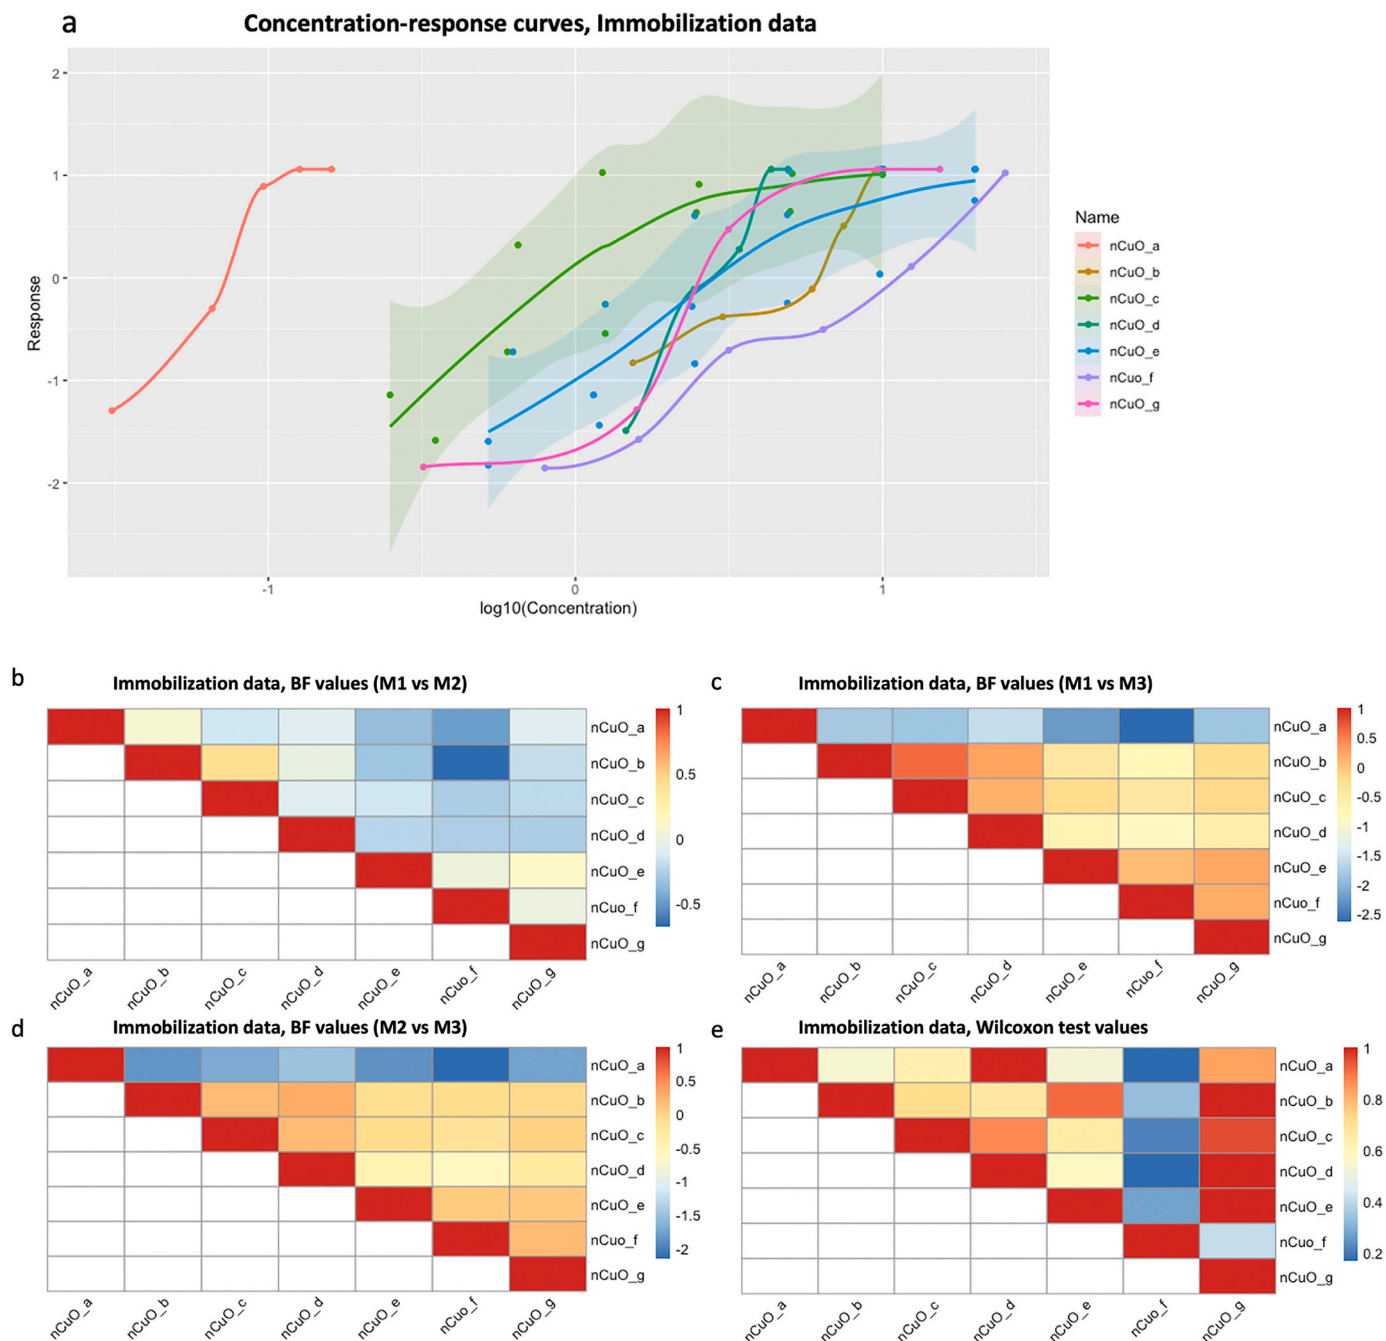 a
Concentration-response curves, Immobilization data
2
1
0
-1
-2
Response
-1
0
1
log10(Concentration)
Name
nCuO_a
nCuO_b
nCuO_c
nCuO_d
nCuO_e
nCuo_f
nCuO_g
b
Immobilization data, BF values (M1 vs M2)
nCuO_a
nCuO_b
nCuO_c
nCuO_d
nCuO_e
nCuo_f
nCuO_g
1
0.5
0
-0.5
nCuO_a
nCuO_b
nCuO_c
nCuO_d
nCuO_e
nCuo_f
nCuO_g
c
Immobilization data, BF values (M1 vs M3)
nCuO_a
nCuO_b
nCuO_c
nCuO_d
nCuO_e
nCuo_f
nCuO_g
1
0.5
0
-0.5
-1
-1.5
-2
-2.5
nCuO_a
nCuO_b
nCuO_c
nCuO_d
nCuO_e
nCuo_f
nCuO_g
d
Immobilization data, BF values (M2 vs M3)
nCuO_a
nCuO_b
nCuO_c
nCuO_d
nCuO_e
nCuo_f
nCuO_g
1
0.5
0
-0.5
-1
-1.5
-2
nCuO_a
nCuO_b
nCuO_c
nCuO_d
nCuO_e
nCuo_f
nCuO_g
e
Immobilization data, Wilcoxon test values
nCuO_a
nCuO_b
nCuO_c
nCuO_d
nCuO_e
nCuo_f
nCuO_g
1
0.8
0.6
0.4
0.2
nCuO_a
nCuO_b
nCuO_c
nCuO_d
nCuO_e
nCuo_f
nCuO_g